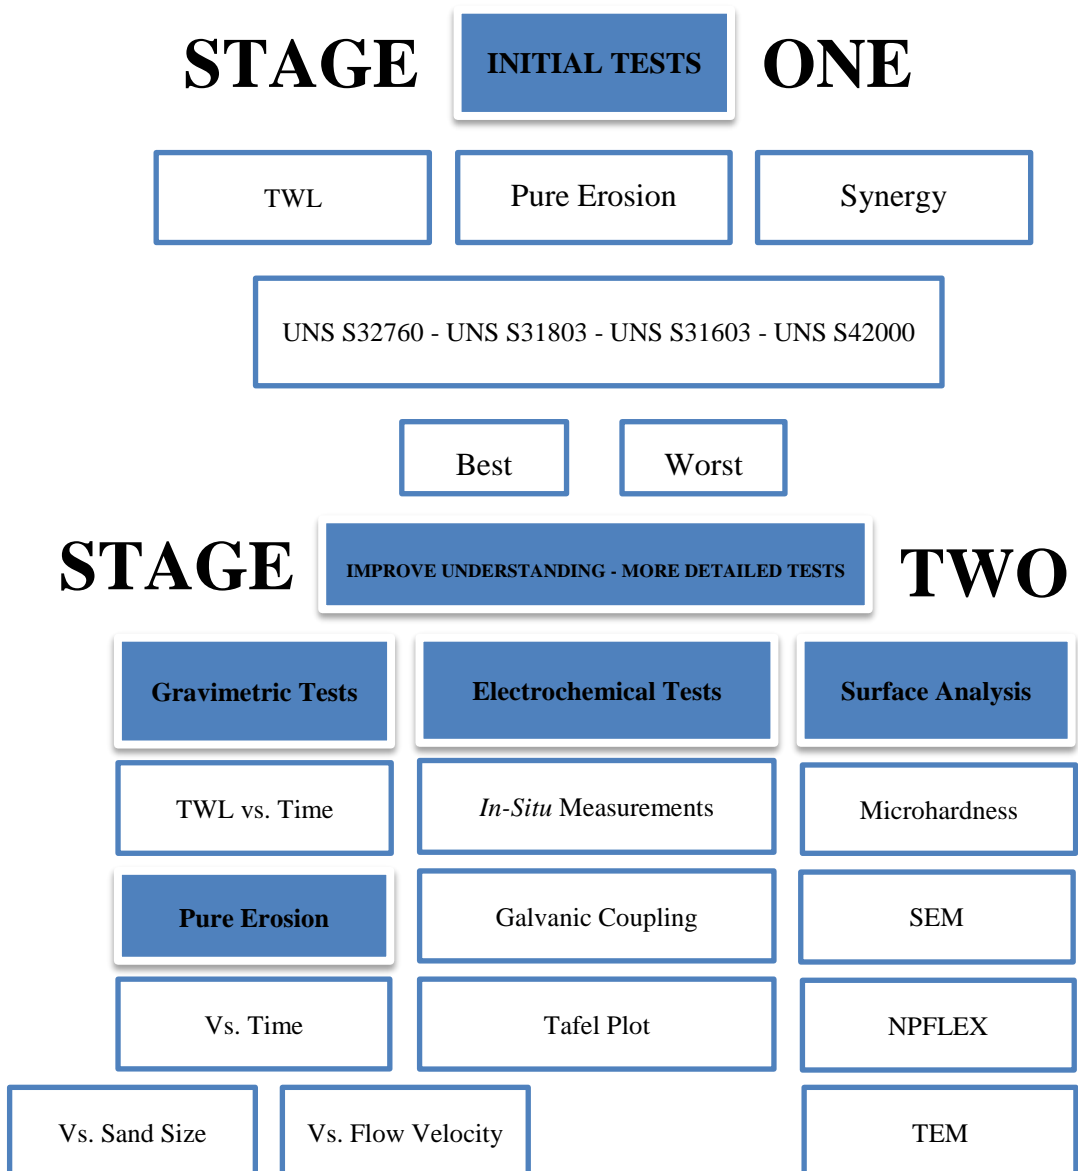 STAGE INITIAL TESTS ONE
TWL Pure Erosion Synergy
UNS S32760 - UNS S31803 - UNS S31603 - UNS S42000
Best Worst
STAGE IMPROVE UNDERSTANDING - MORE DETAILED TESTS TWO
Gravimetric Tests Electrochemical Tests Surface Analysis
TWL vs. Time In-Situ Measurements Microhardness
Pure Erosion Galvanic Coupling SEM
Vs. Time Tafel Plot NPFLEX
Vs. Sand Size Vs. Flow Velocity TEM